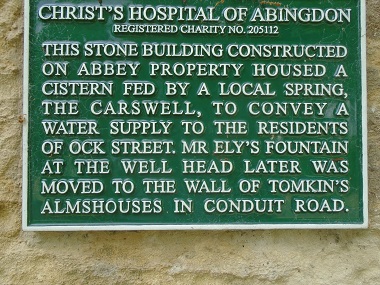 CHRIST'S HOSPITAL OF ABINGDON
REGISTERED CHARITY NO. 205112
THIS STONE BUILDING CONSTRUCTED
ON ABBEY PROPERTY HOUSED A
CISTERN FED BY A LOCAL SPRING,
THE CARSWELL, TO CONVEY A
WATER SUPPLY TO THE RESIDENTS
OF OCK STREET. MR ELY'S FOUNTAIN
AT THE WELL HEAD LATER WAS
MOVED TO THE WALL OF TOMKIN'S
ALMSHOUSES IN CONDUIT ROAD.